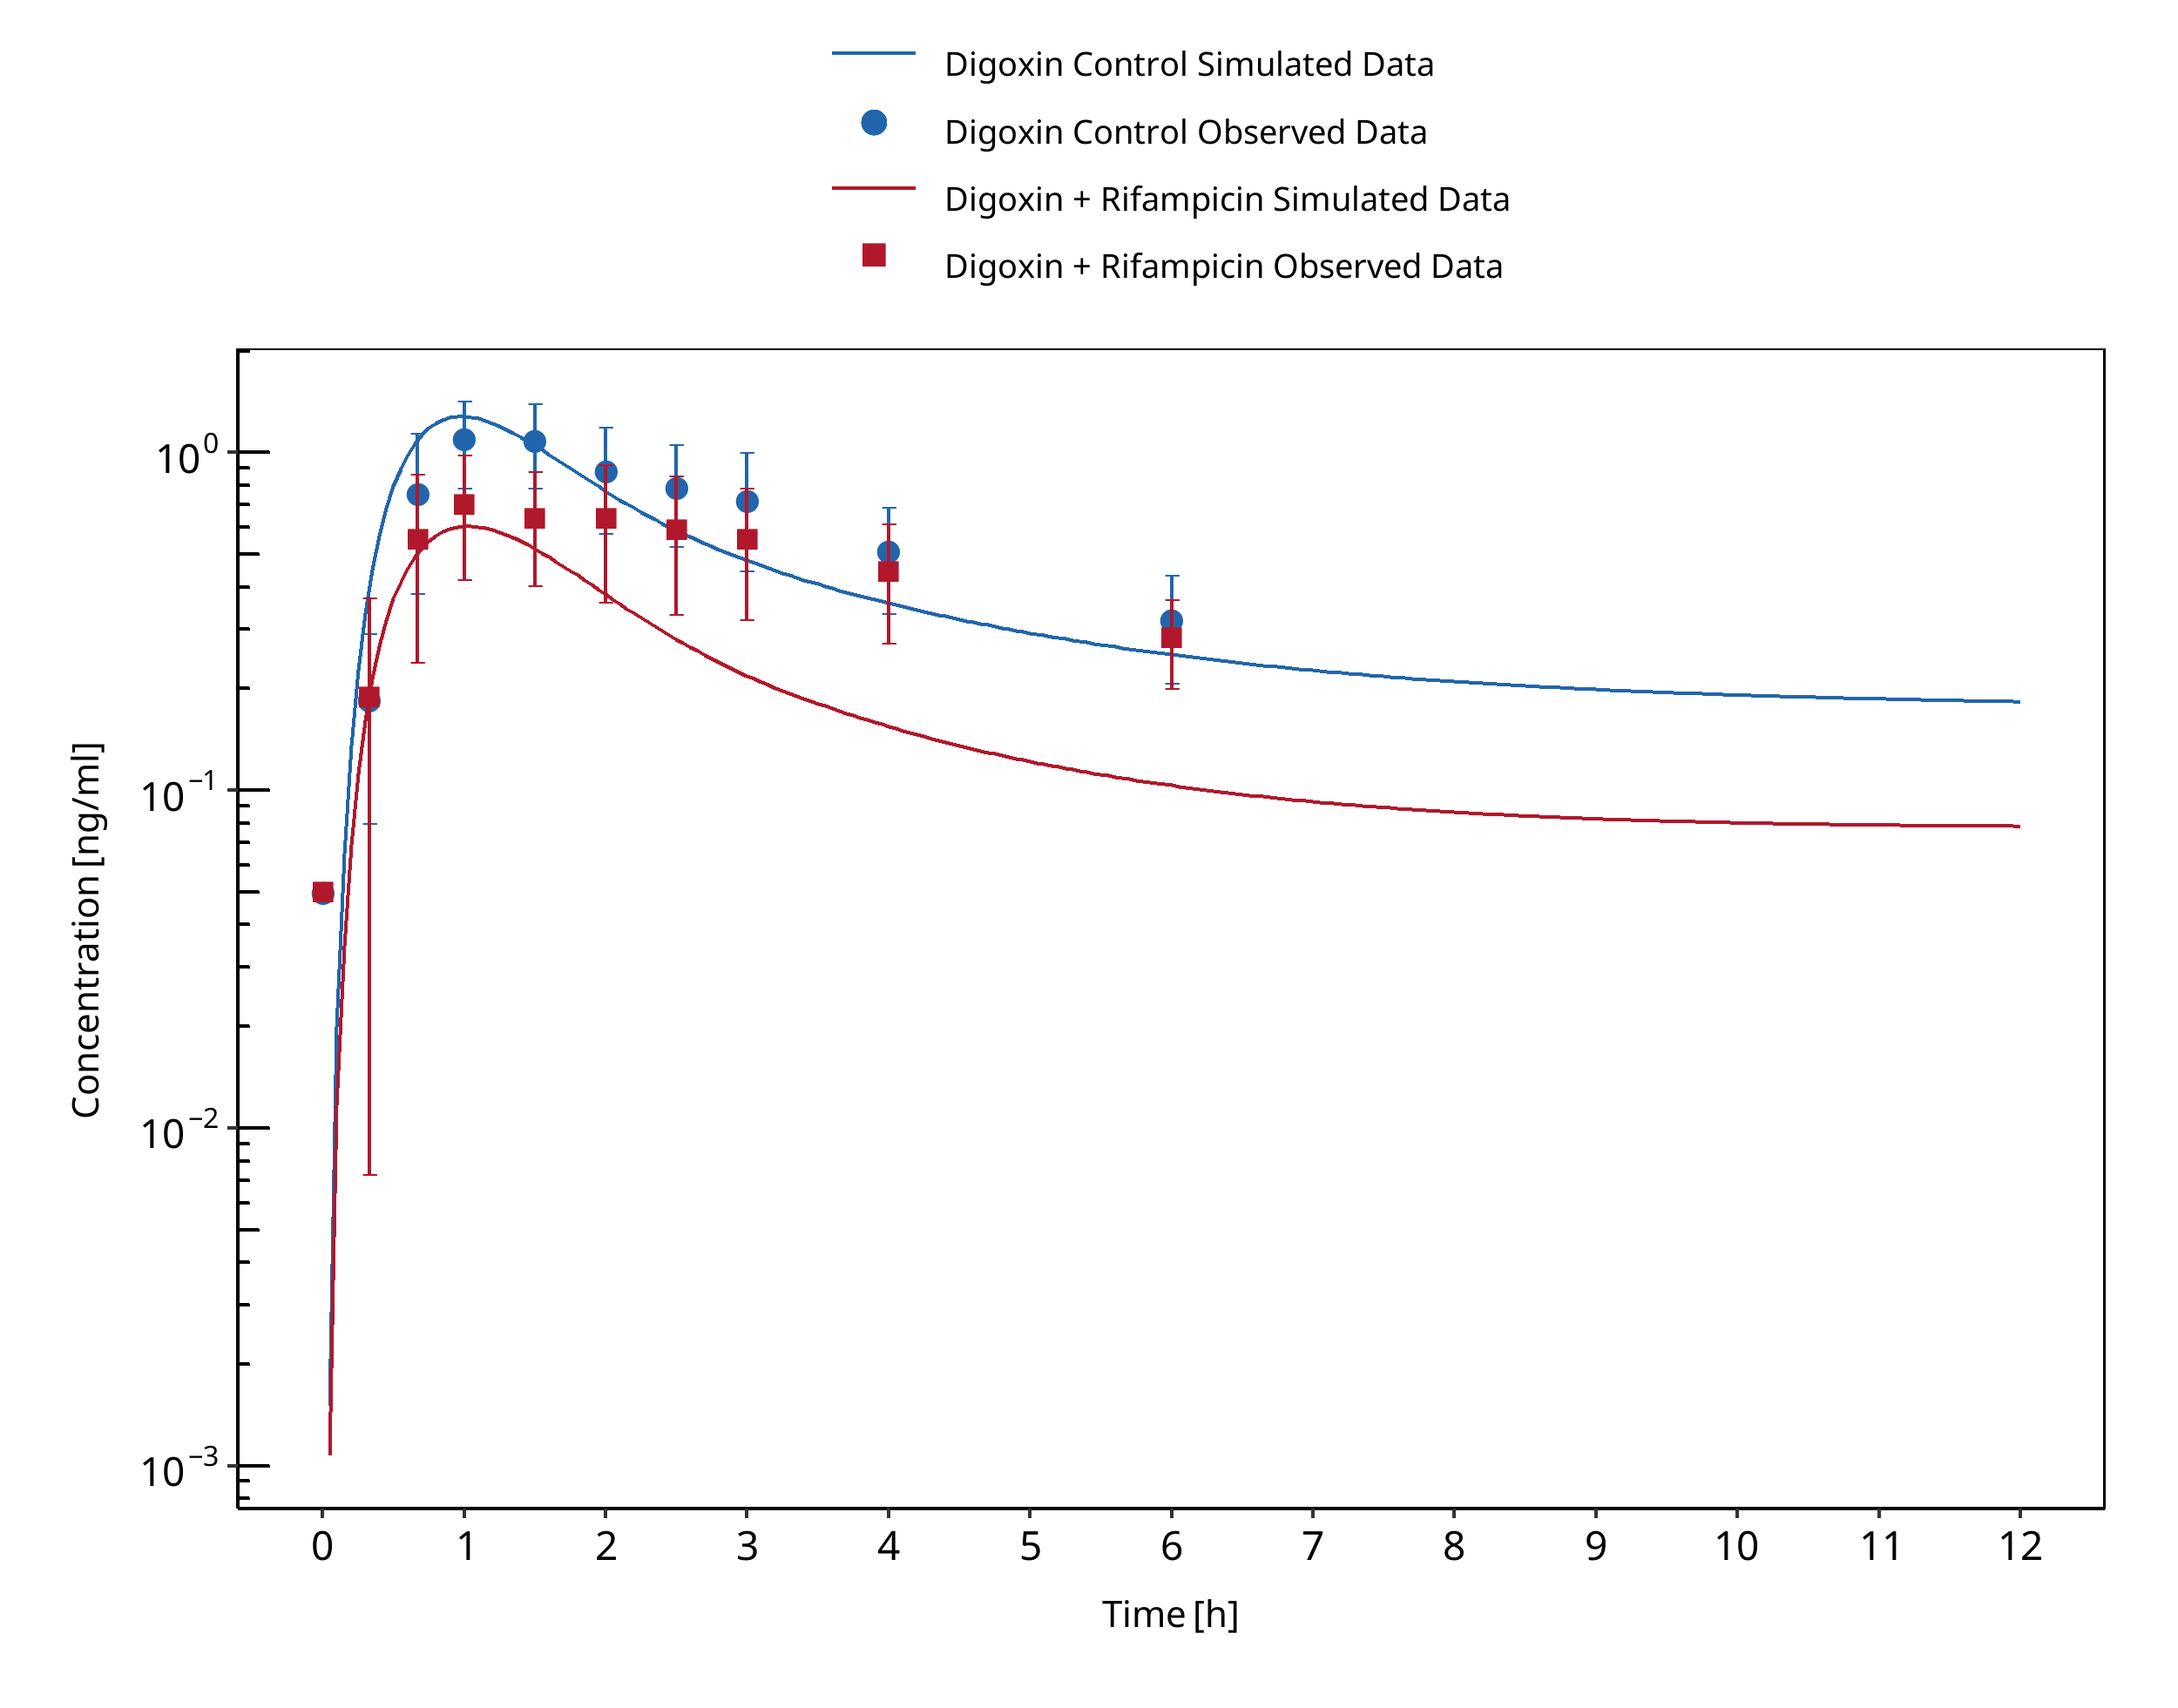 Digoxin Control Simulated Data
Digoxin Control Observed Data
Digoxin + Rifampicin Simulated Data
Digoxin + Rifampicin Observed Data
Concentration [ng/ml]
10⁰
10⁻¹
10⁻²
10⁻³
0 1 2 3 4 5 6 7 8 9 10 11 12
Time [h]